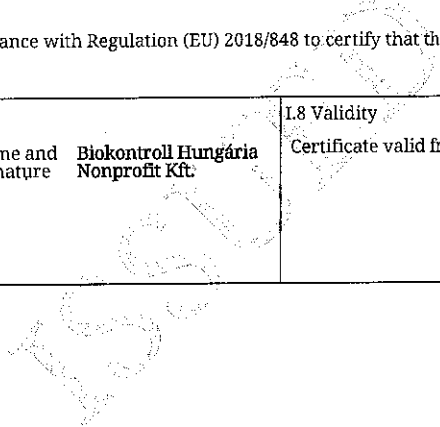 ance with Regulation (EU) 2018/848 to certify that th
I.8 Validity
me and Biokontroll Hungária
nature Nonprofit Kft.
Certificate valid fr
ISSUED